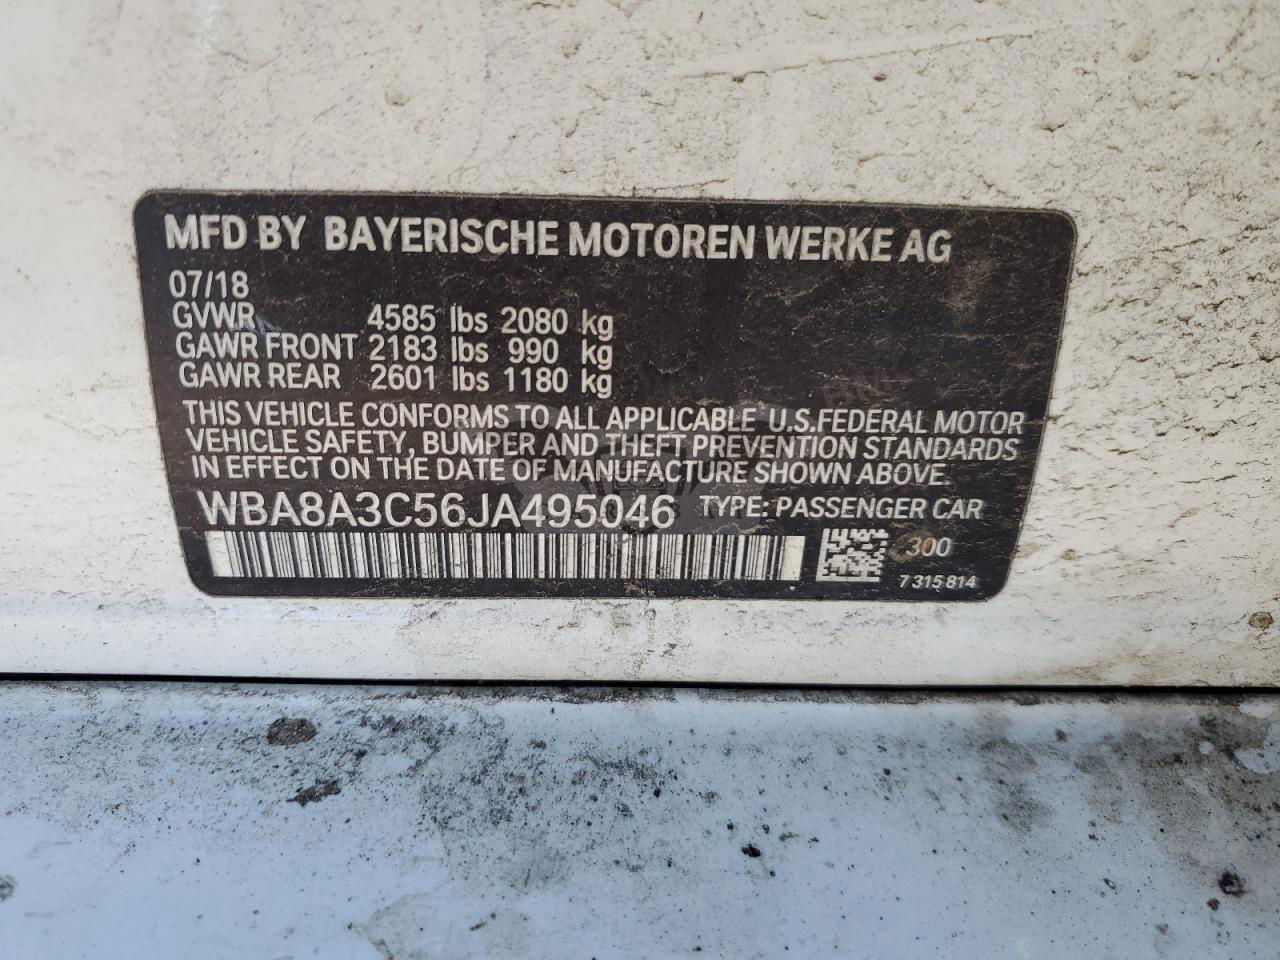 MFD BY BAYERISCHE MOTOREN WERKE AG
07/18
GVWR 4585 lbs 2080 kg
GAWR FRONT 2183 lbs 990 kg
GAWR REAR 2601 lbs 1180 kg
THIS VEHICLE CONFORMS TO ALL APPLICABLE U.S.FEDERAL MOTOR
VEHICLE SAFETY, BUMPER AND THEFT PREVENTION STANDARDS
IN EFFECT ON THE DATE OF MANUFACTURE SHOWN ABOVE.
WBA8A3C56JA495046 TYPE: PASSENGER CAR
300
7 315 814